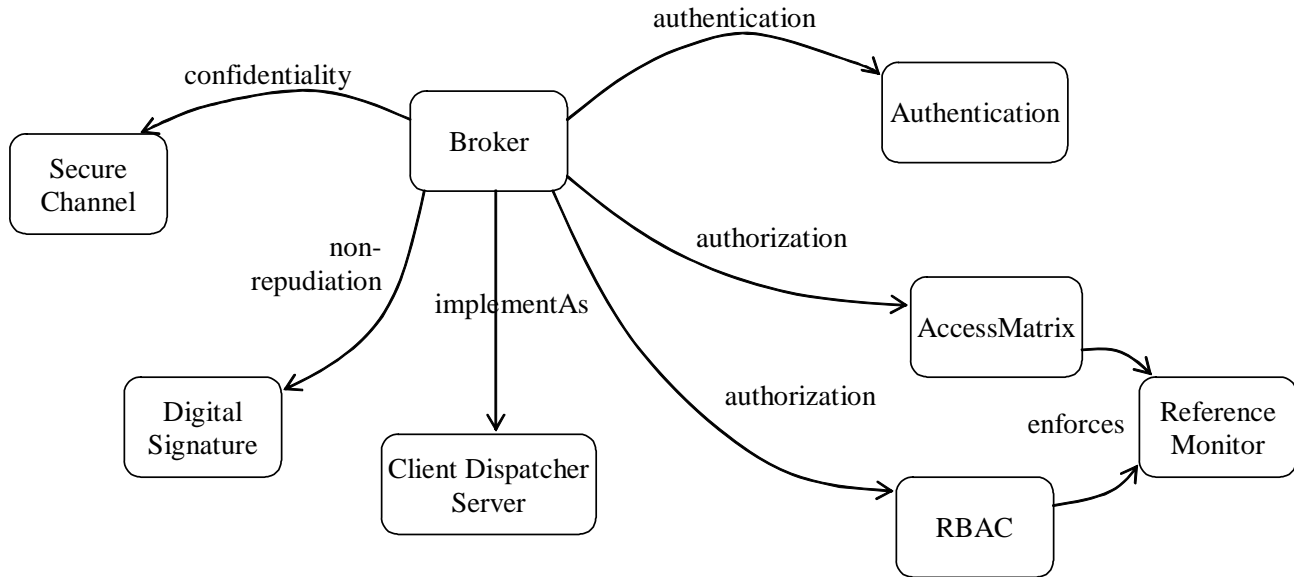 authentication
confidentiality
Authentication
Broker
Secure
Channel
non-
repudiation
authorization
implementAs
AccessMatrix
Digital
Signature
authorization
Reference
Monitor
enforces
Client Dispatcher
Server
RBAC